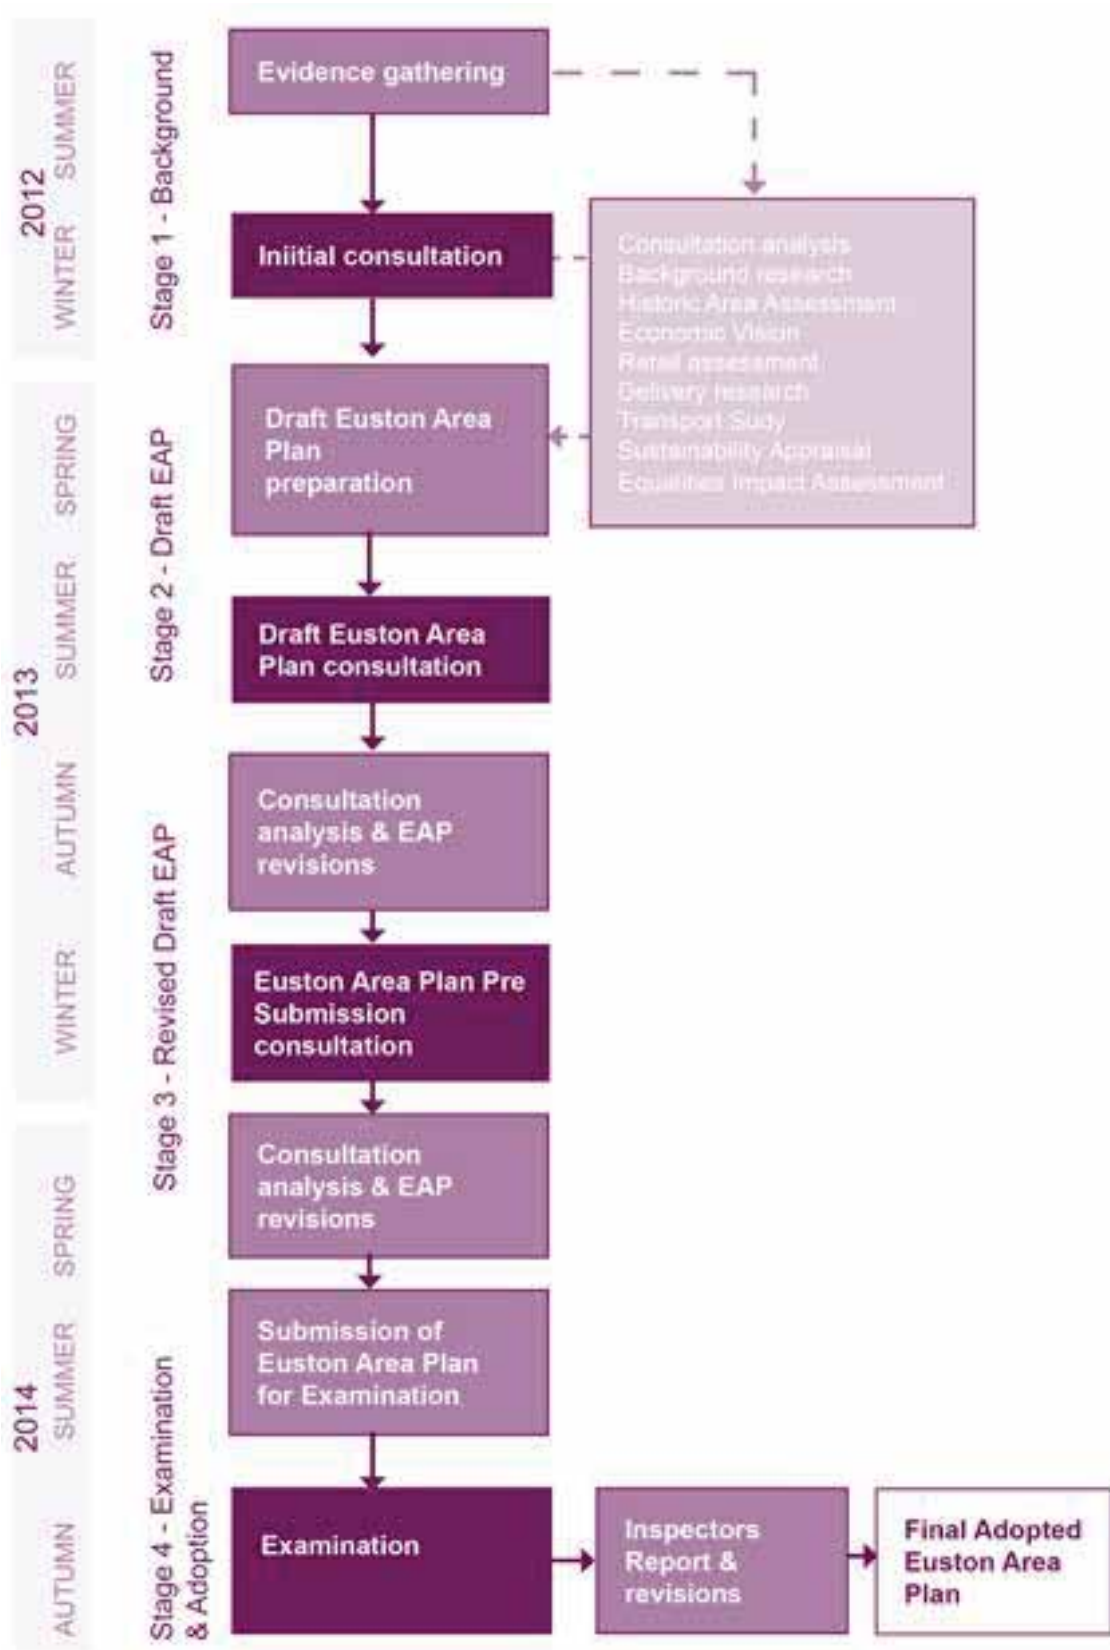 2012
SUMMER
WINTER
Stage 1 - Background
Evidence gathering
Iniitial consultation
Consultation analysis
Background research
Historic Area Assessment
Economic Vision
Retail assessment
Delivery research
Transport Sudy
Sustainability Appraisal
Equalities Impact Assessment
2013
SPRING
SUMMER
AUTUMN
WINTER
Stage 2 - Draft EAP
Draft Euston Area
Plan
preparation
Draft Euston Area
Plan consultation
Stage 3 - Revised Draft EAP
Consultation
analysis & EAP
revisions
Euston Area Plan Pre
Submission
consultation
Consultation
analysis & EAP
revisions
2014
SPRING
SUMMER
AUTUMN
Stage 4 - Examination
& Adoption
Submission of
Euston Area Plan
for Examination
Examination
Inspectors
Report &
revisions
Final Adopted
Euston Area
Plan